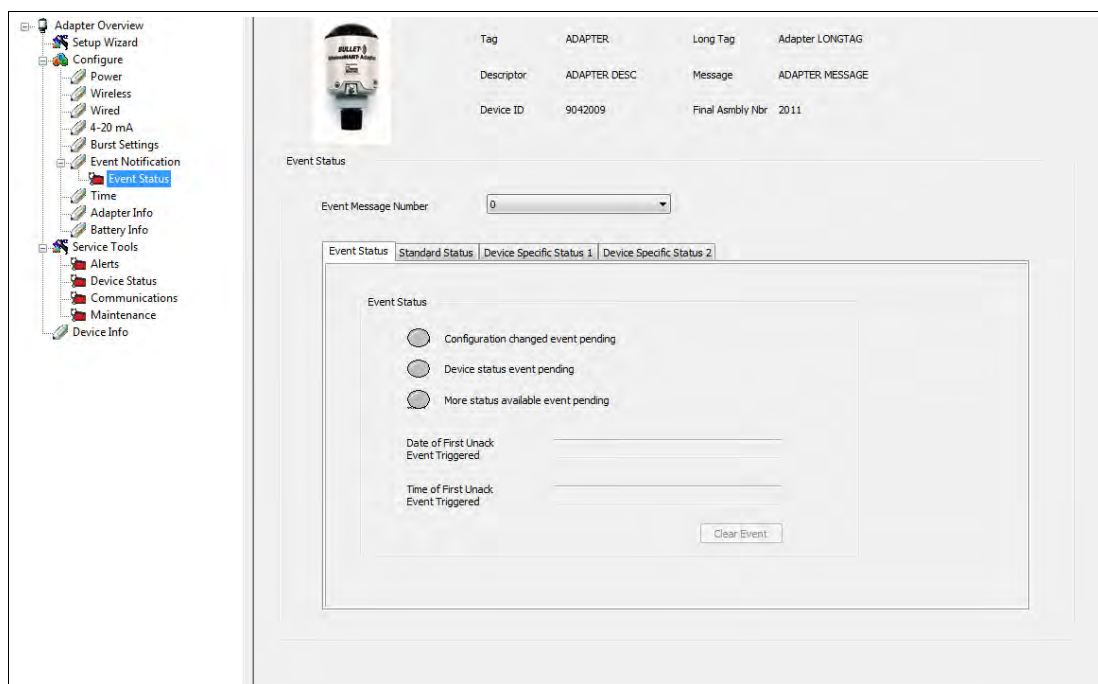 Adapter Overview
Setup Wizard
Configure
Power
Wireless
Wired
4-20 mA
Burst Settings
Event Notification
Event Status
Time
Adapter Info
Battery Info
Service Tools
Alerts
Device Status
Communications
Maintenance
Device Info
BULLET
WirelessHART Adapter
Tag ADAPTER Long Tag Adapter LONGTAG
Descriptor ADAPTER DESC Message ADAPTER MESSAGE
Device ID 9042009 Final Asmbly Nbr 2011
Event Status
Event Message Number 0
Event Status Standard Status Device Specific Status 1 Device Specific Status 2
Event Status
Configuration changed event pending
Device status event pending
More status available event pending
Date of First Unack
Event Triggered
Time of First Unack
Event Triggered
Clear Event